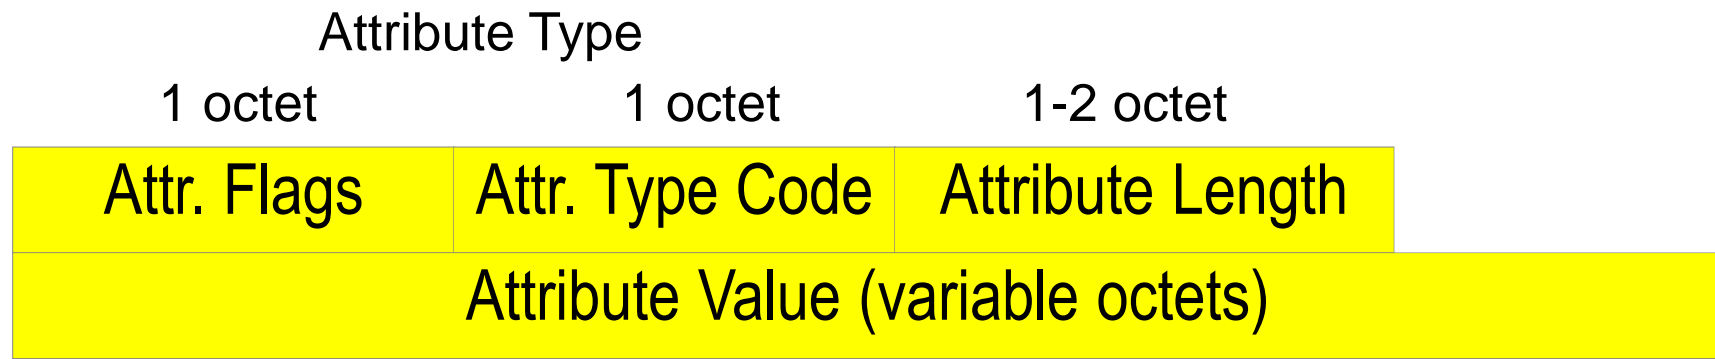 Attribute Type
1 octet 1 octet 1-2 octet
Attr. Flags Attr. Type Code Attribute Length
Attribute Value (variable octets)